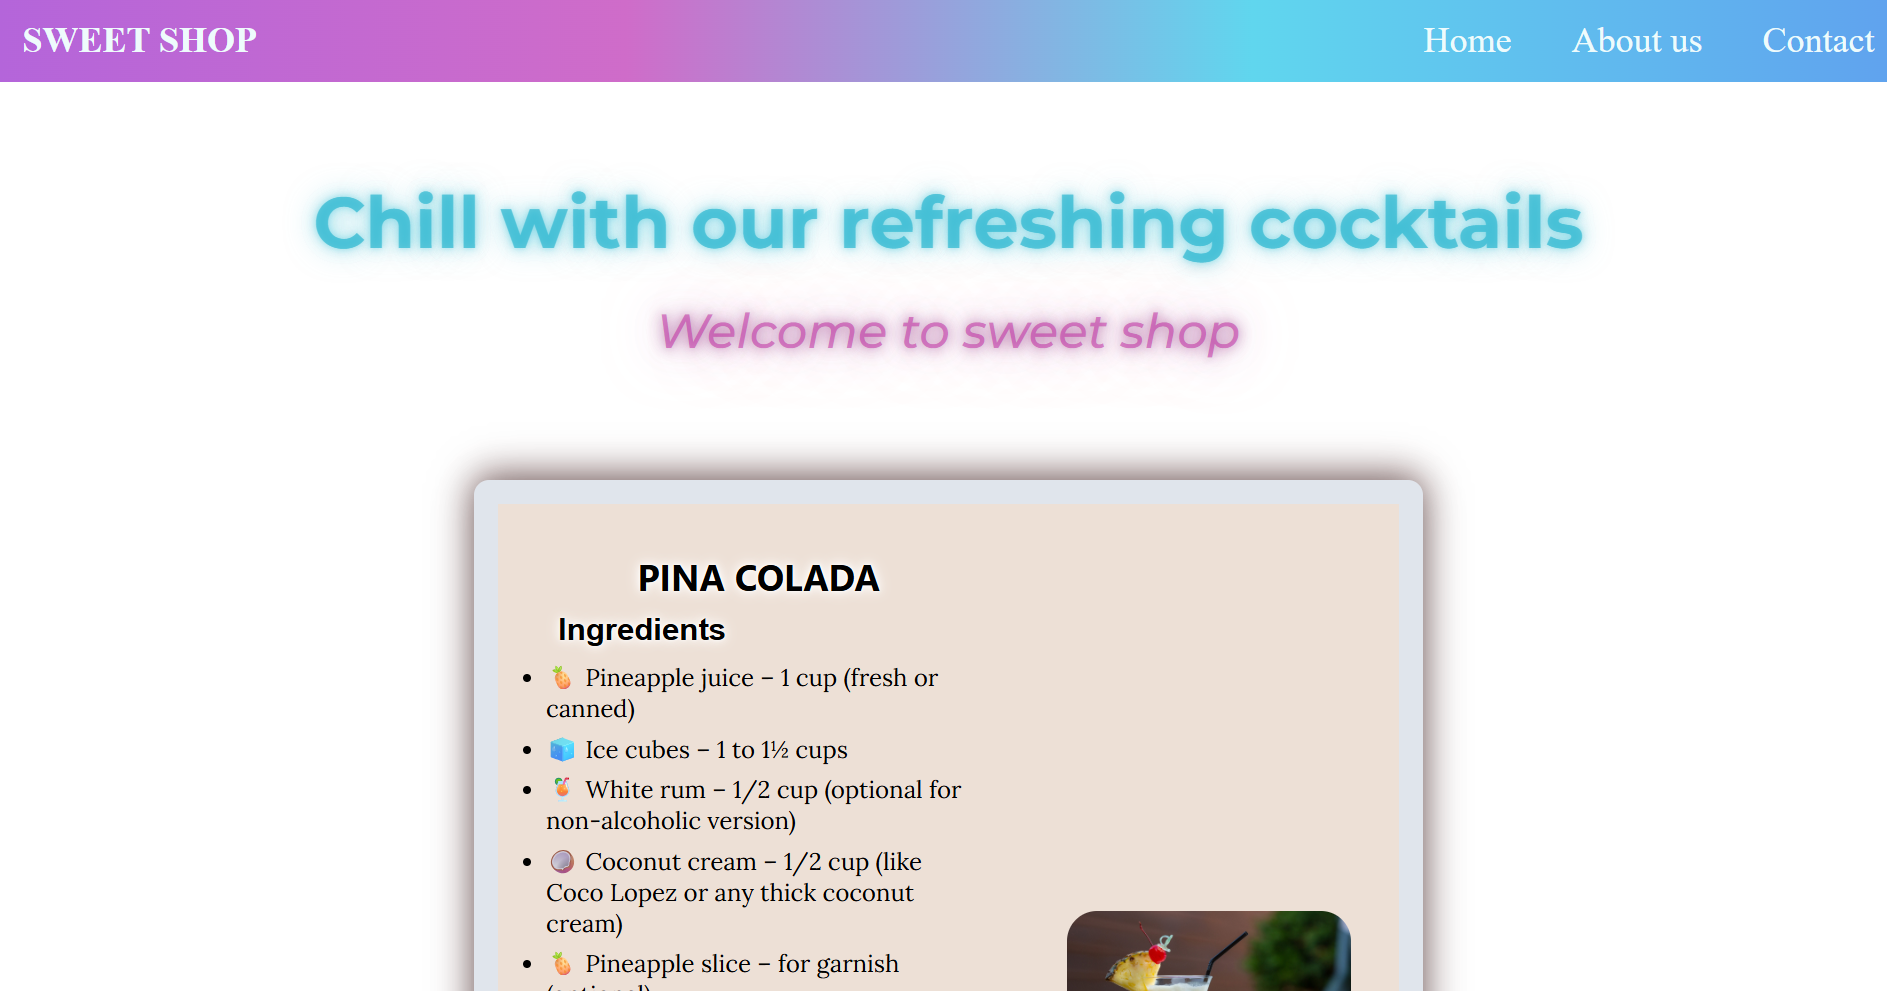 SWEET SHOP
Home About us Contact
Chill with our refreshing cocktails
Welcome to sweet shop
PINA COLADA
Ingredients
• 🍍 Pineapple juice – 1 cup (fresh or
canned)
• 🧊 Ice cubes – 1 to 1½ cups
• 🍹 White rum – 1/2 cup (optional for
non-alcoholic version)
• 🥥 Coconut cream – 1/2 cup (like
Coco Lopez or any thick coconut
cream)
• 🍍 Pineapple slice – for garnish